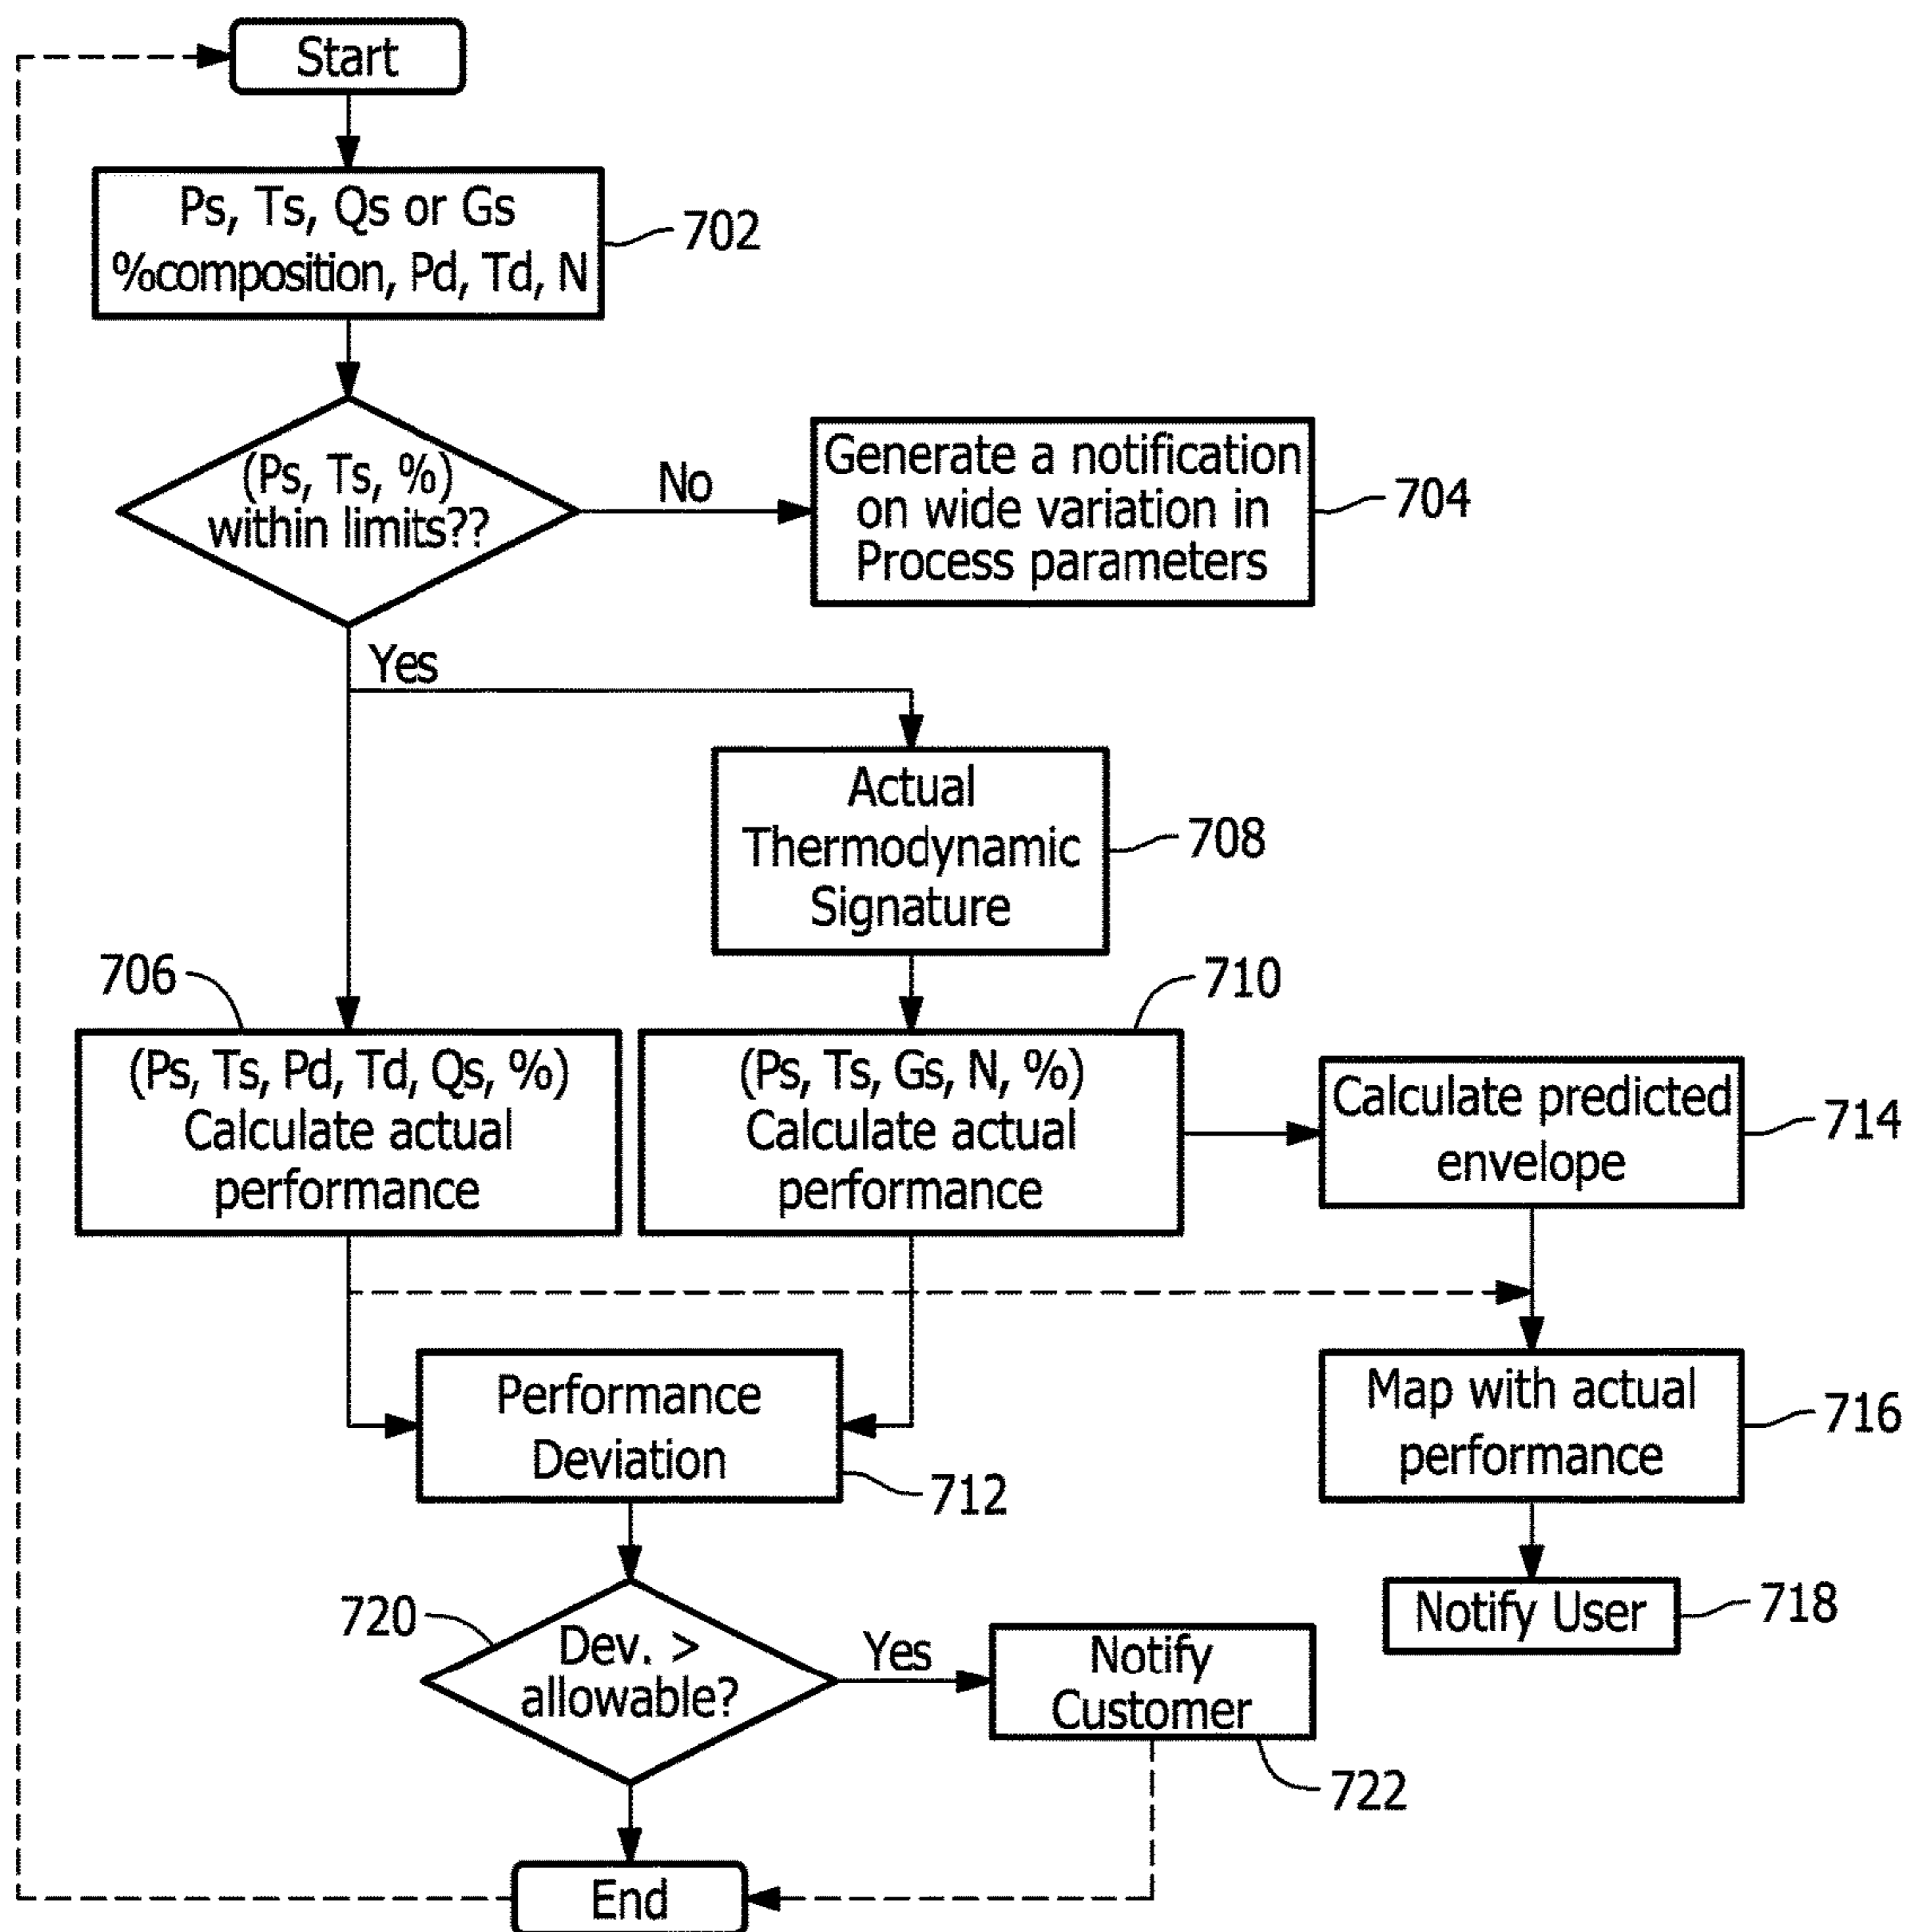 Start
Ps, Ts, Qs or Gs
%composition, Pd, Td, N
702
(Ps, Ts, %)
within limits??
No
Generate a notification
on wide variation in
Process parameters
704
Yes
Actual
Thermodynamic
Signature
708
706
710
(Ps, Ts, Pd, Td, Qs, %)
Calculate actual
performance
(Ps, Ts, Gs, N, %)
Calculate actual
performance
Calculate predicted
envelope
714
Performance
Deviation
712
Map with actual
performance
716
720
Dev. >
allowable?
Yes
Notify
Customer
722
Notify User
718
End